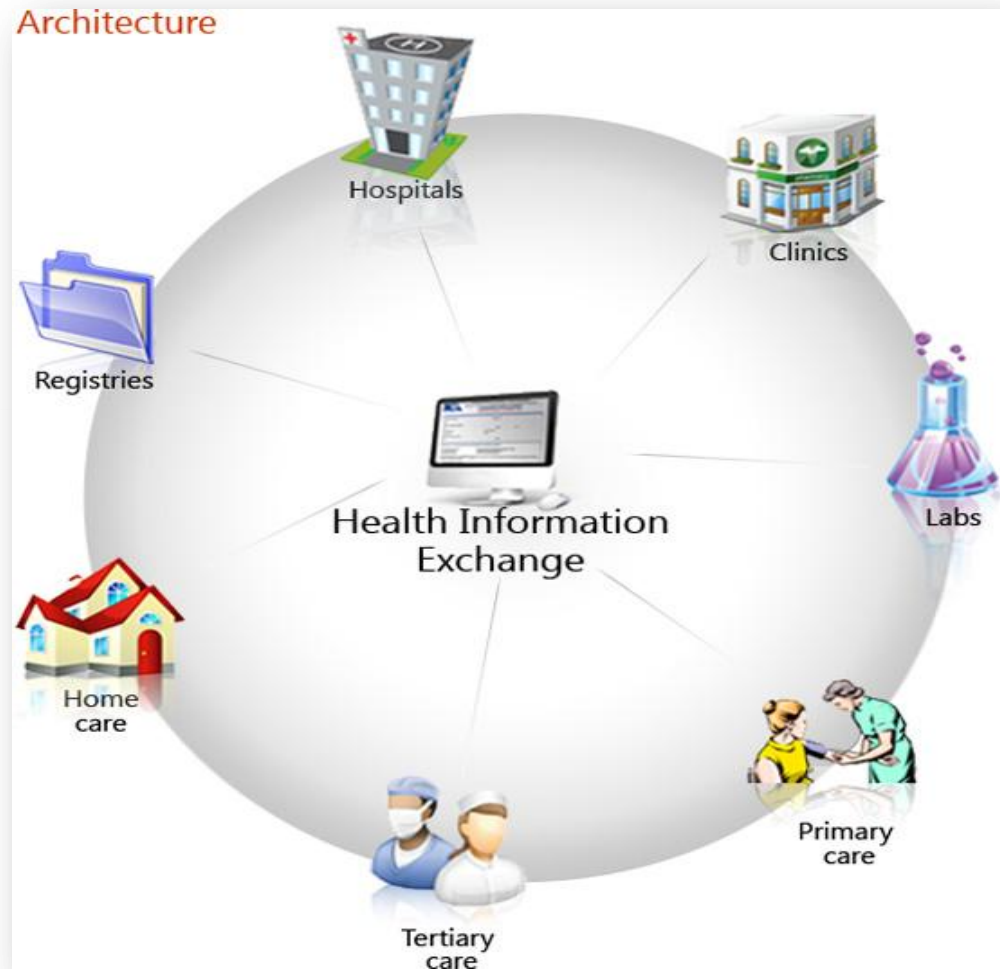 Architecture
Hospitals
Clinics
Registries
Labs
Health Information
Exchange
Home
care
Primary
care
Tertiary
care